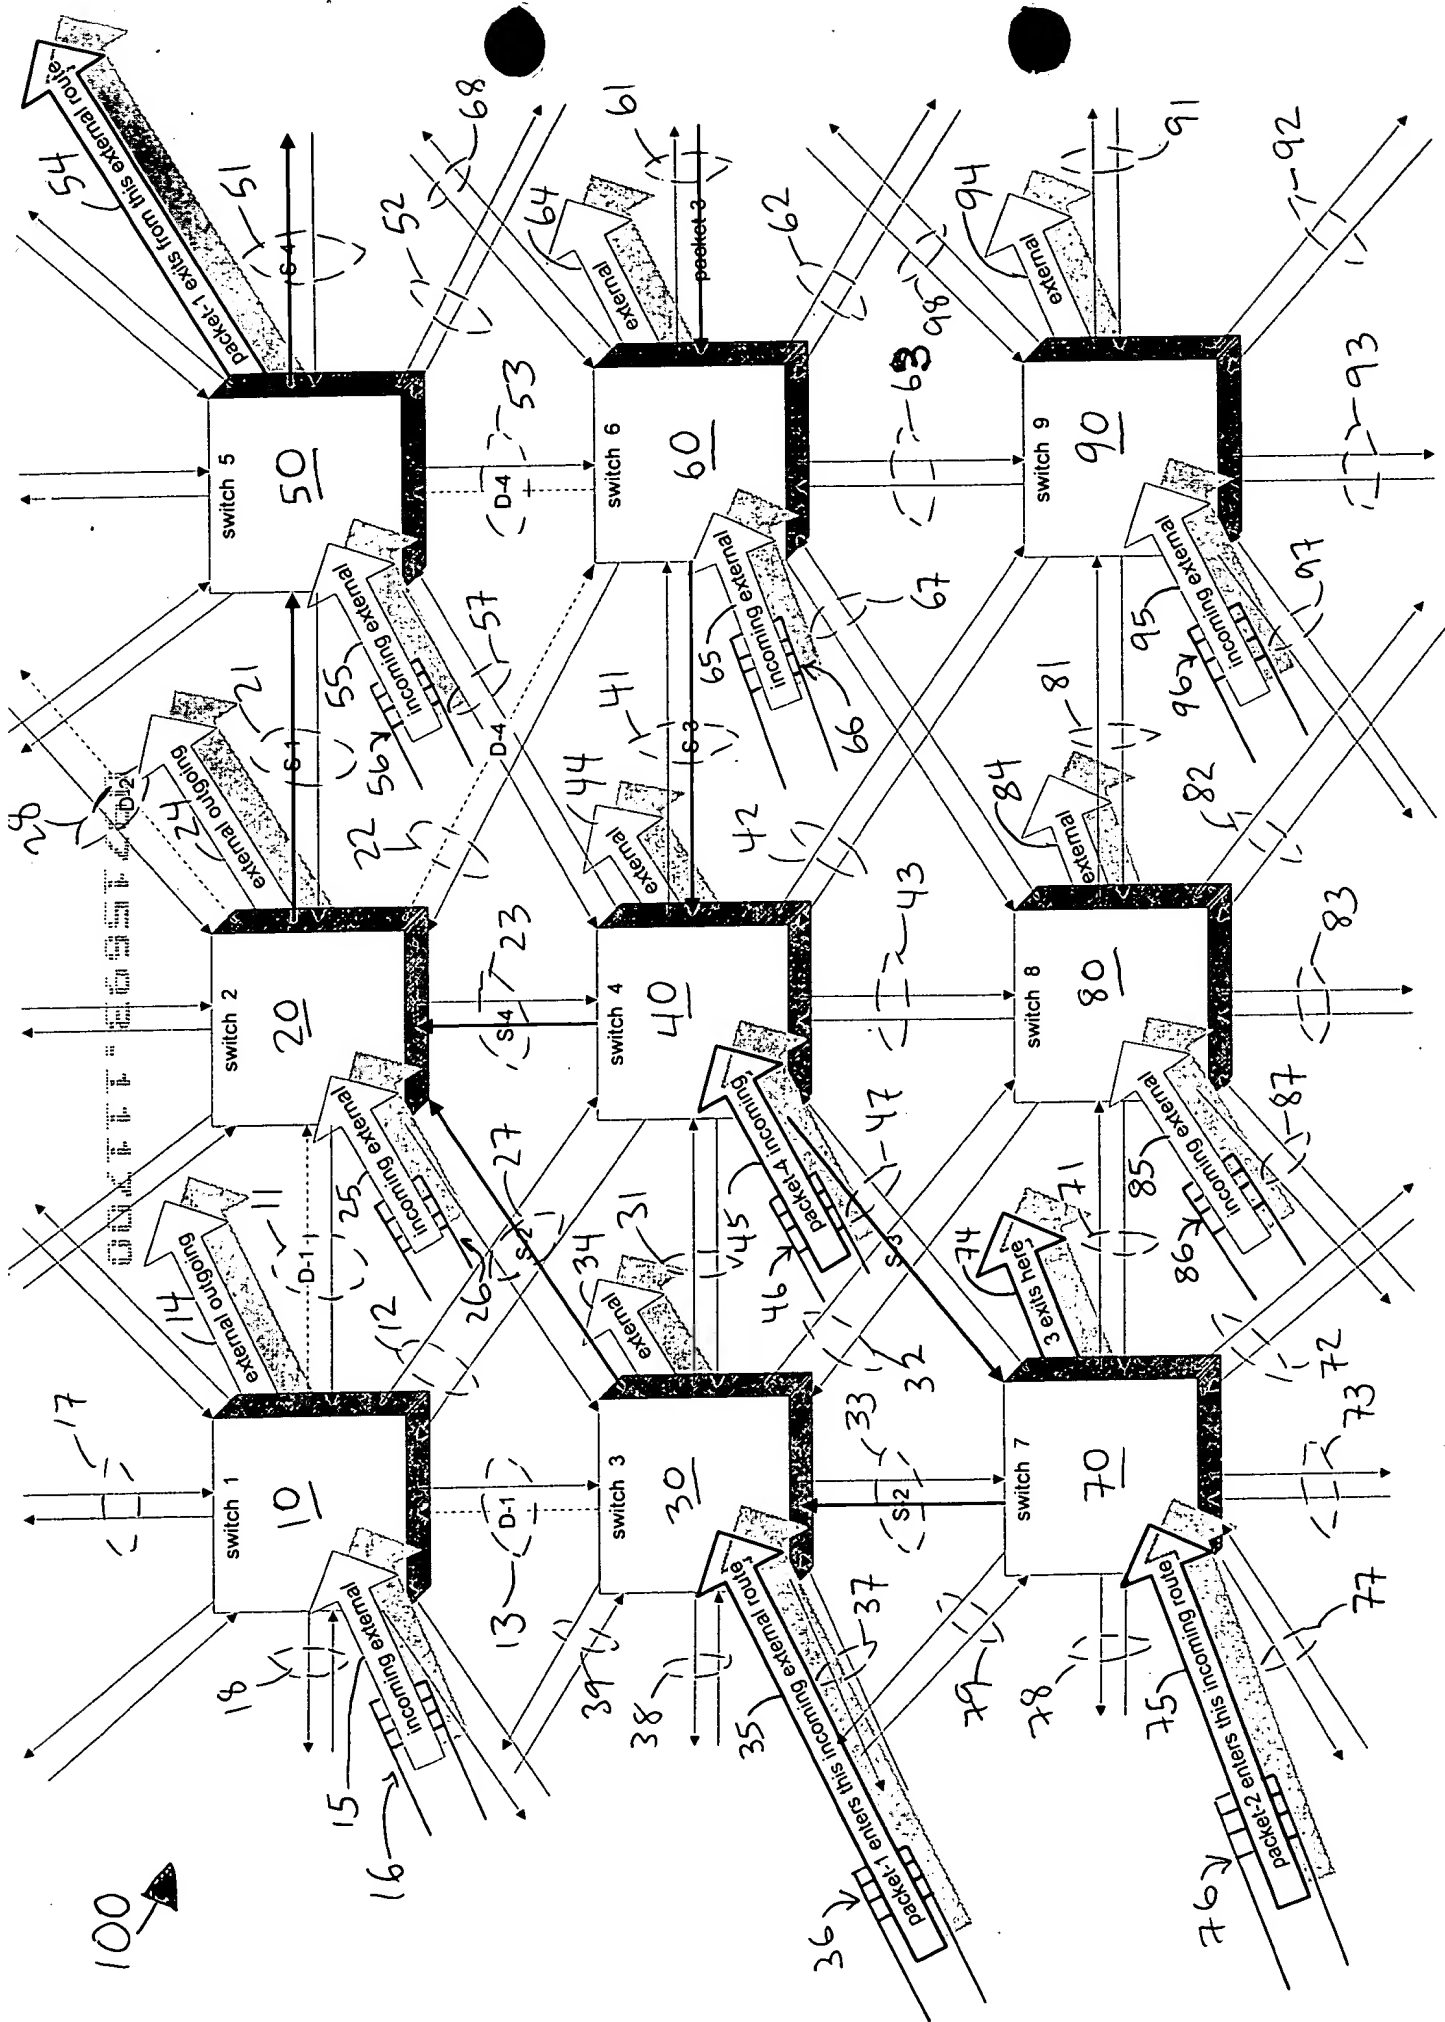 100
17
switch 1
10
18
15
incoming external
16
14
external outgoing
11
D-1
12
13
D-1
switch 2
20
28
D-2
24
external outgoing
21
S-1
25
incoming external
26
27
S-2
22
D-4
23
S-4
switch 5
50
54
packet-1 exits from this external route
51
S-4
52
53
D-4
55
incoming external
56
57
switch 3
30
39
38
35
packet-1 enters this incoming external route
36
37
34
external
31
32
33
S-2
switch 4
40
44
external
41
S-3
42
43
45
packet-4 incoming
46
47
S-3
switch 6
60
68
64
external
61
packet-3
62
63
65
incoming external
66
67
switch 7
70
79
78
75
packet-2 enters this incoming route
76
77
74
3 exits here
71
72
73
switch 8
80
84
external
81
82
83
85
incoming external
86
87
switch 9
90
98
94
external
91
92
93
95
incoming external
96
97